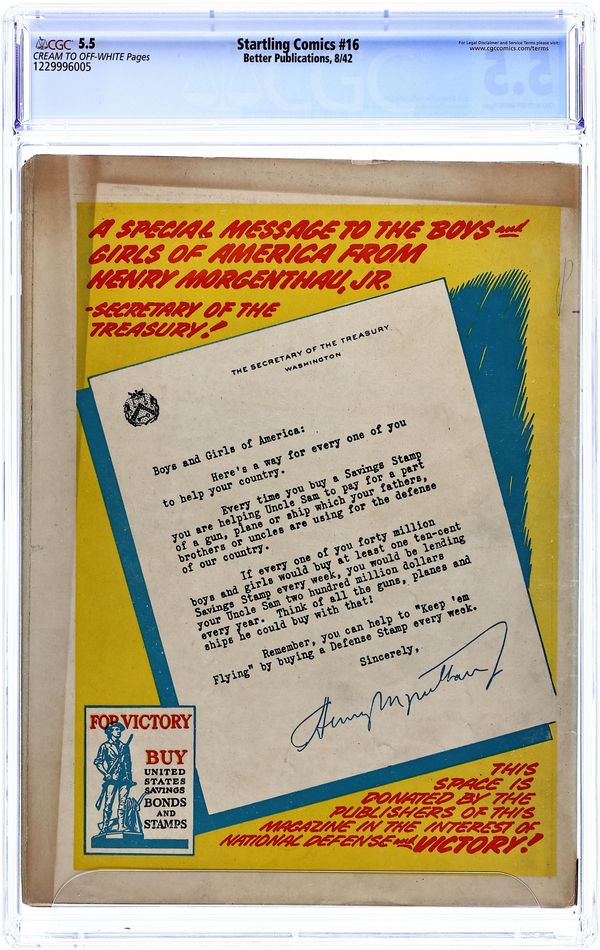 CGC 5.5
CREAM TO OFF-WHITE Pages
1229996005
Startling Comics #16
Better Publications, 8/42
For Legal Disclaimer and Service Terms please visit:
www.cgccomics.com/terms
A SPECIAL MESSAGE TO THE BOYS and
GIRLS OF AMERICA FROM
HENRY MORGENTHAU, JR.
-SECRETARY OF THE
TREASURY!
THE SECRETARY OF THE TREASURY
WASHINGTON
Boys and Girls of America:
Here's a way for every one of you
to help your country.
Every time you buy a Savings Stamp
you are helping Uncle Sam to pay for a part
of a gun, plane or ship which your fathers,
brothers or uncles are using for the defense
of our country.
If every one of you forty million
boys and girls would buy at least one ten-cent
Savings Stamp every week, you would be lending
your Uncle Sam two hundred million dollars
every year. Think of all the guns, planes and
ships he could buy with that!
Remember, you can help to "Keep 'em
Flying" by buying a Defense Stamp every week.
Sincerely,
Henry Morgenthau Jr
FOR VICTORY
BUY
UNITED
STATES
SAVINGS
BONDS
AND
STAMPS
THIS
SPACE IS
DONATED BY THE
PUBLISHERS OF THIS
MAGAZINE IN THE INTEREST OF
NATIONAL DEFENSE and VICTORY!